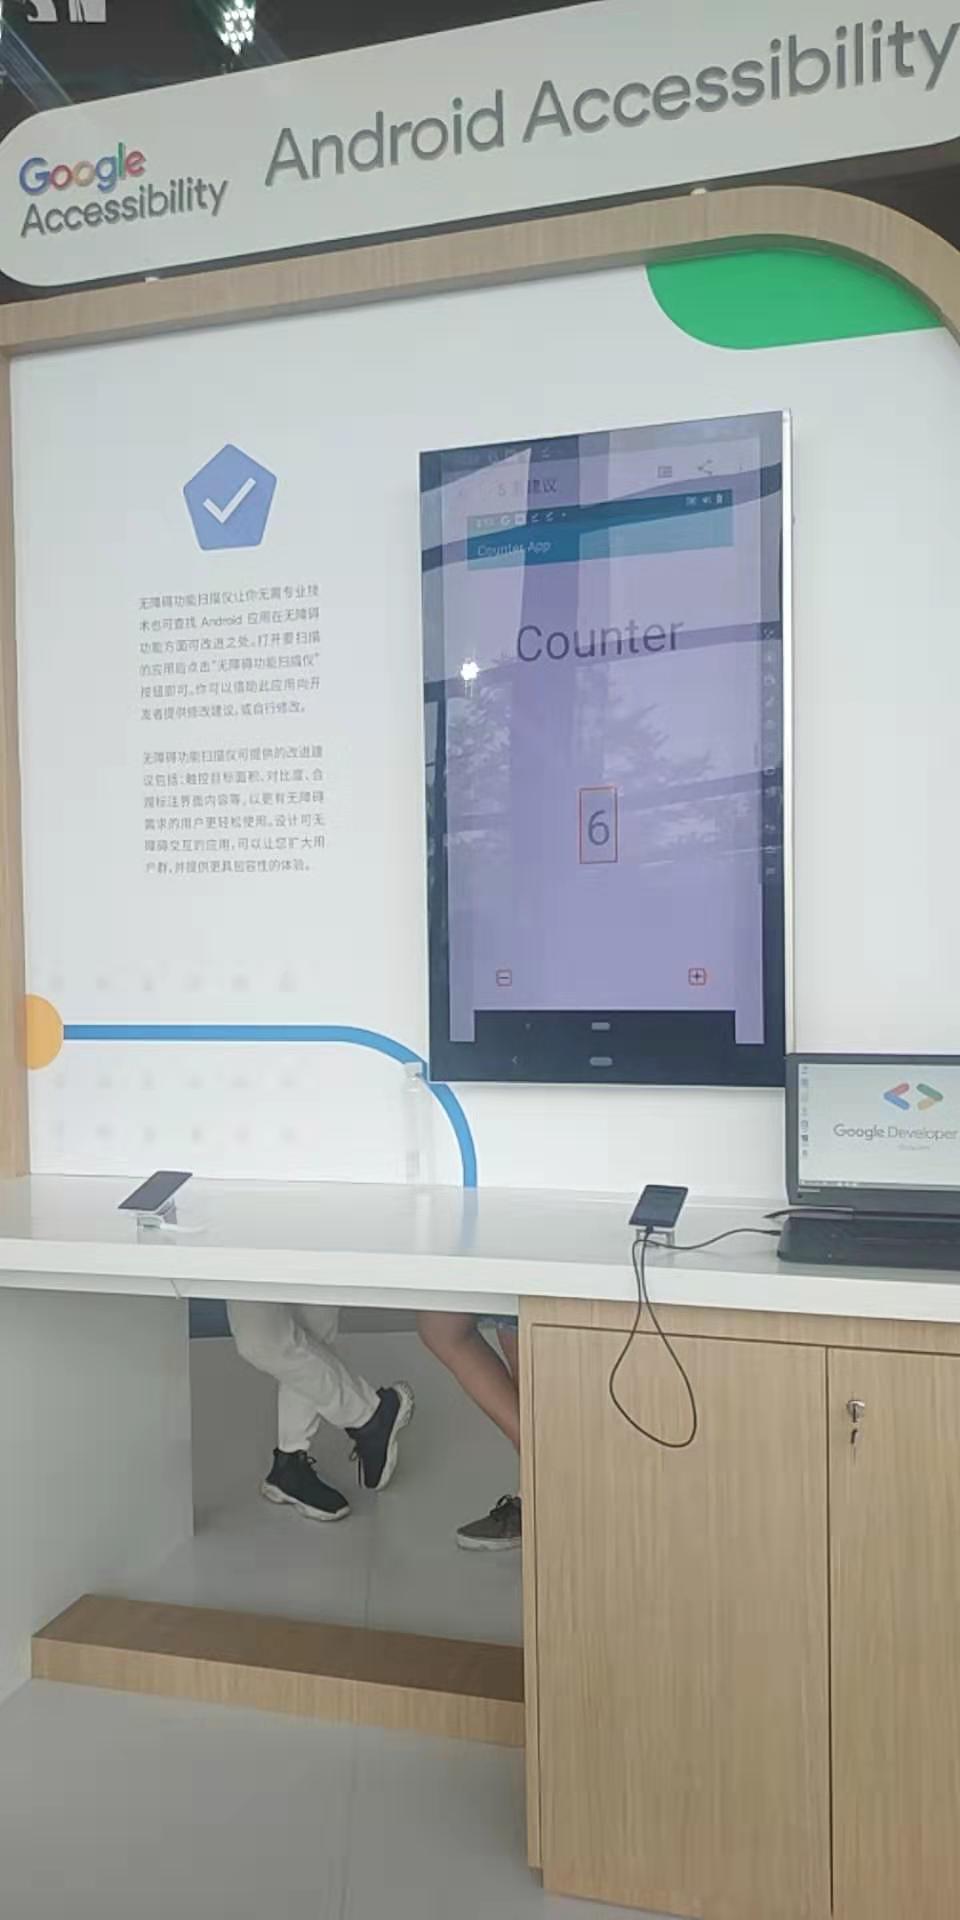 Android Accessibility
Google
Accessibility
无障碍功能扫描仪让你无需专业技
术也可查找 Android 应用在无障碍
功能方面可改进之处。打开要扫描
的应用后点击“无障碍功能扫描仪”
按钮即可。你可以借助此应用向开
发者提供修改建议，或自行修改。
无障碍功能扫描仪可提供的改进建
议包括：触控目标面积、对比度、合
理标注界面内容等，以更有无障碍
需求的用户更轻松使用。设计可无
障碍交互的应用，可以让您扩大用
户群，并提供更具包容性的体验。
建议
Counter App
Counter
6
Google Developer